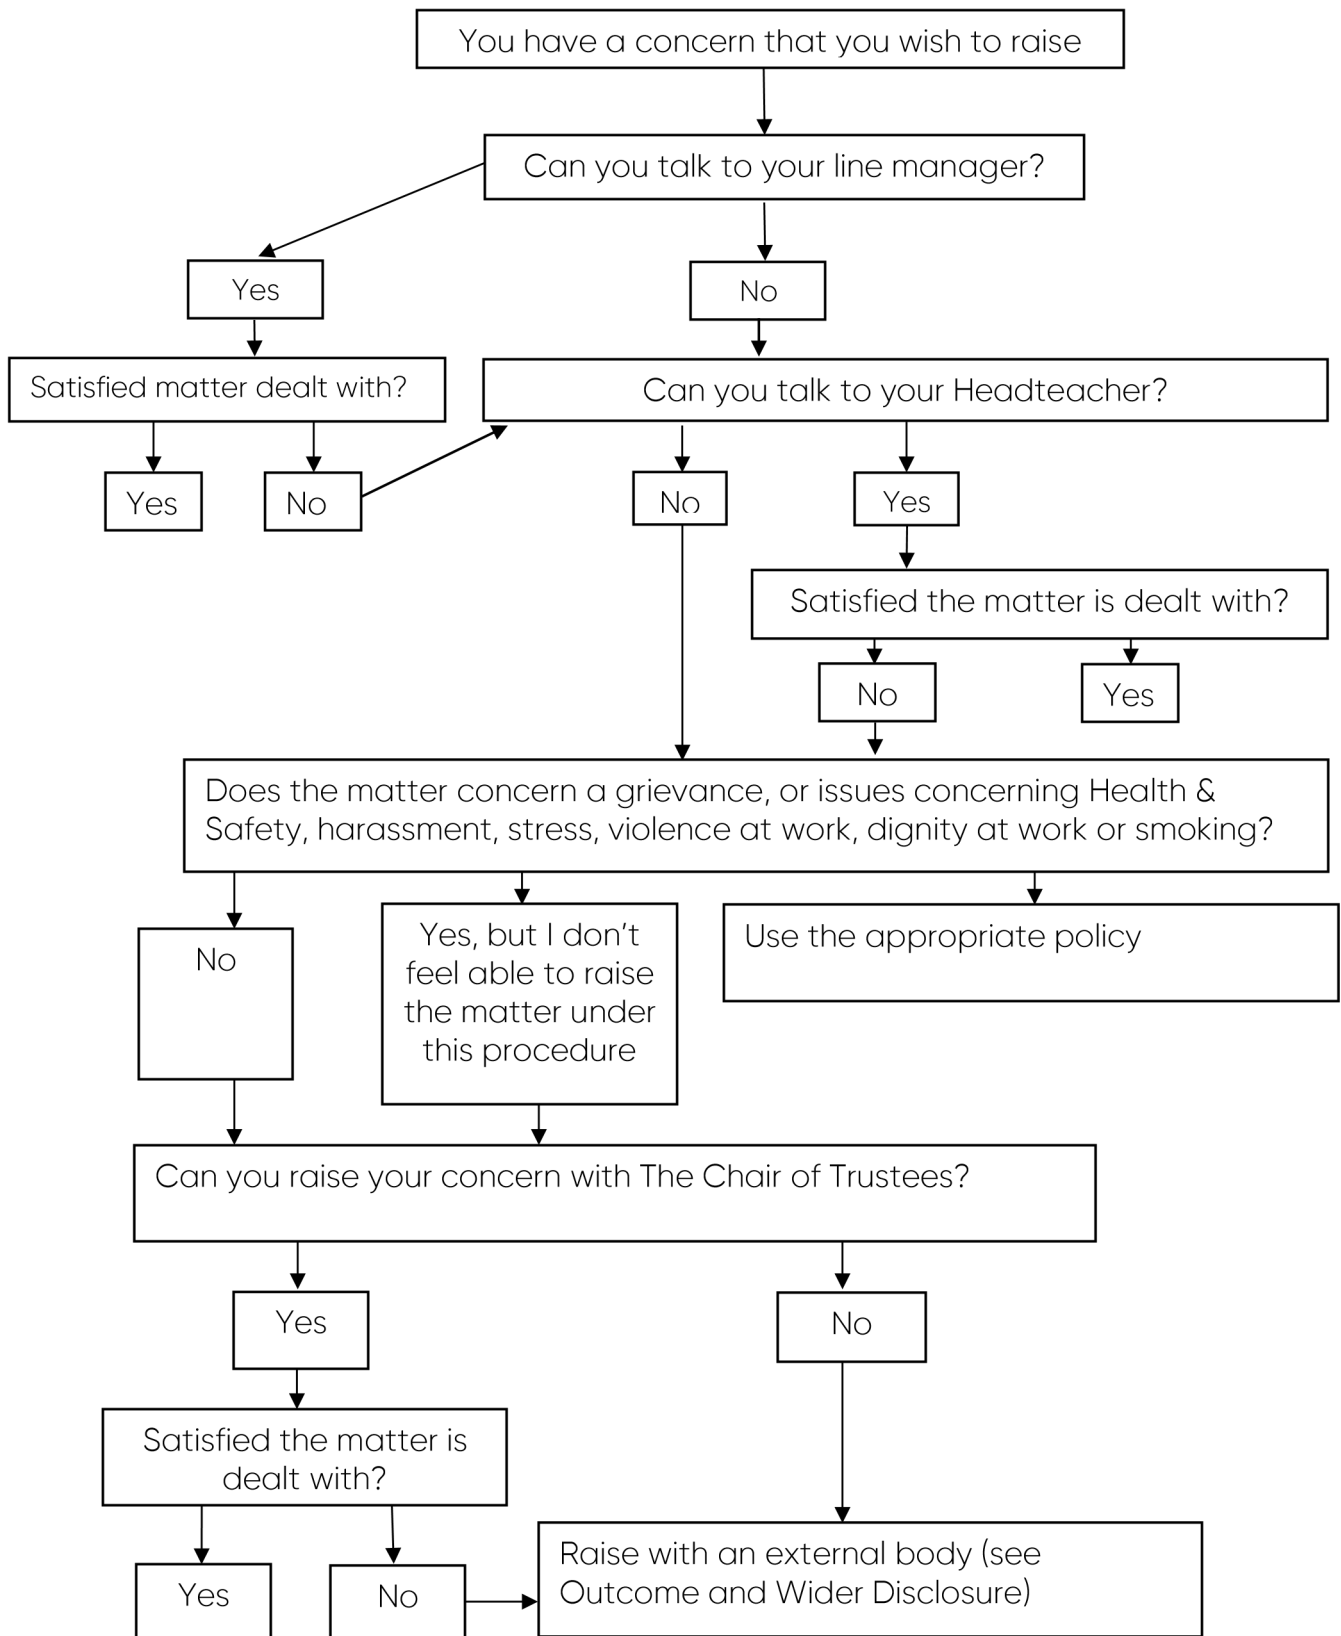 You have a concern that you wish to raise
Can you talk to your line manager?
Yes
No
Satisfied matter dealt with?
Can you talk to your Headteacher?
Yes
No
No
Yes
Satisfied the matter is dealt with?
No
Yes
Does the matter concern a grievance, or issues concerning Health &
Safety, harassment, stress, violence at work, dignity at work or smoking?
No
Yes, but I don't
feel able to raise
the matter under
this procedure
Use the appropriate policy
Can you raise your concern with The Chair of Trustees?
Yes
No
Satisfied the matter is
dealt with?
Yes
No
Raise with an external body (see
Outcome and Wider Disclosure)